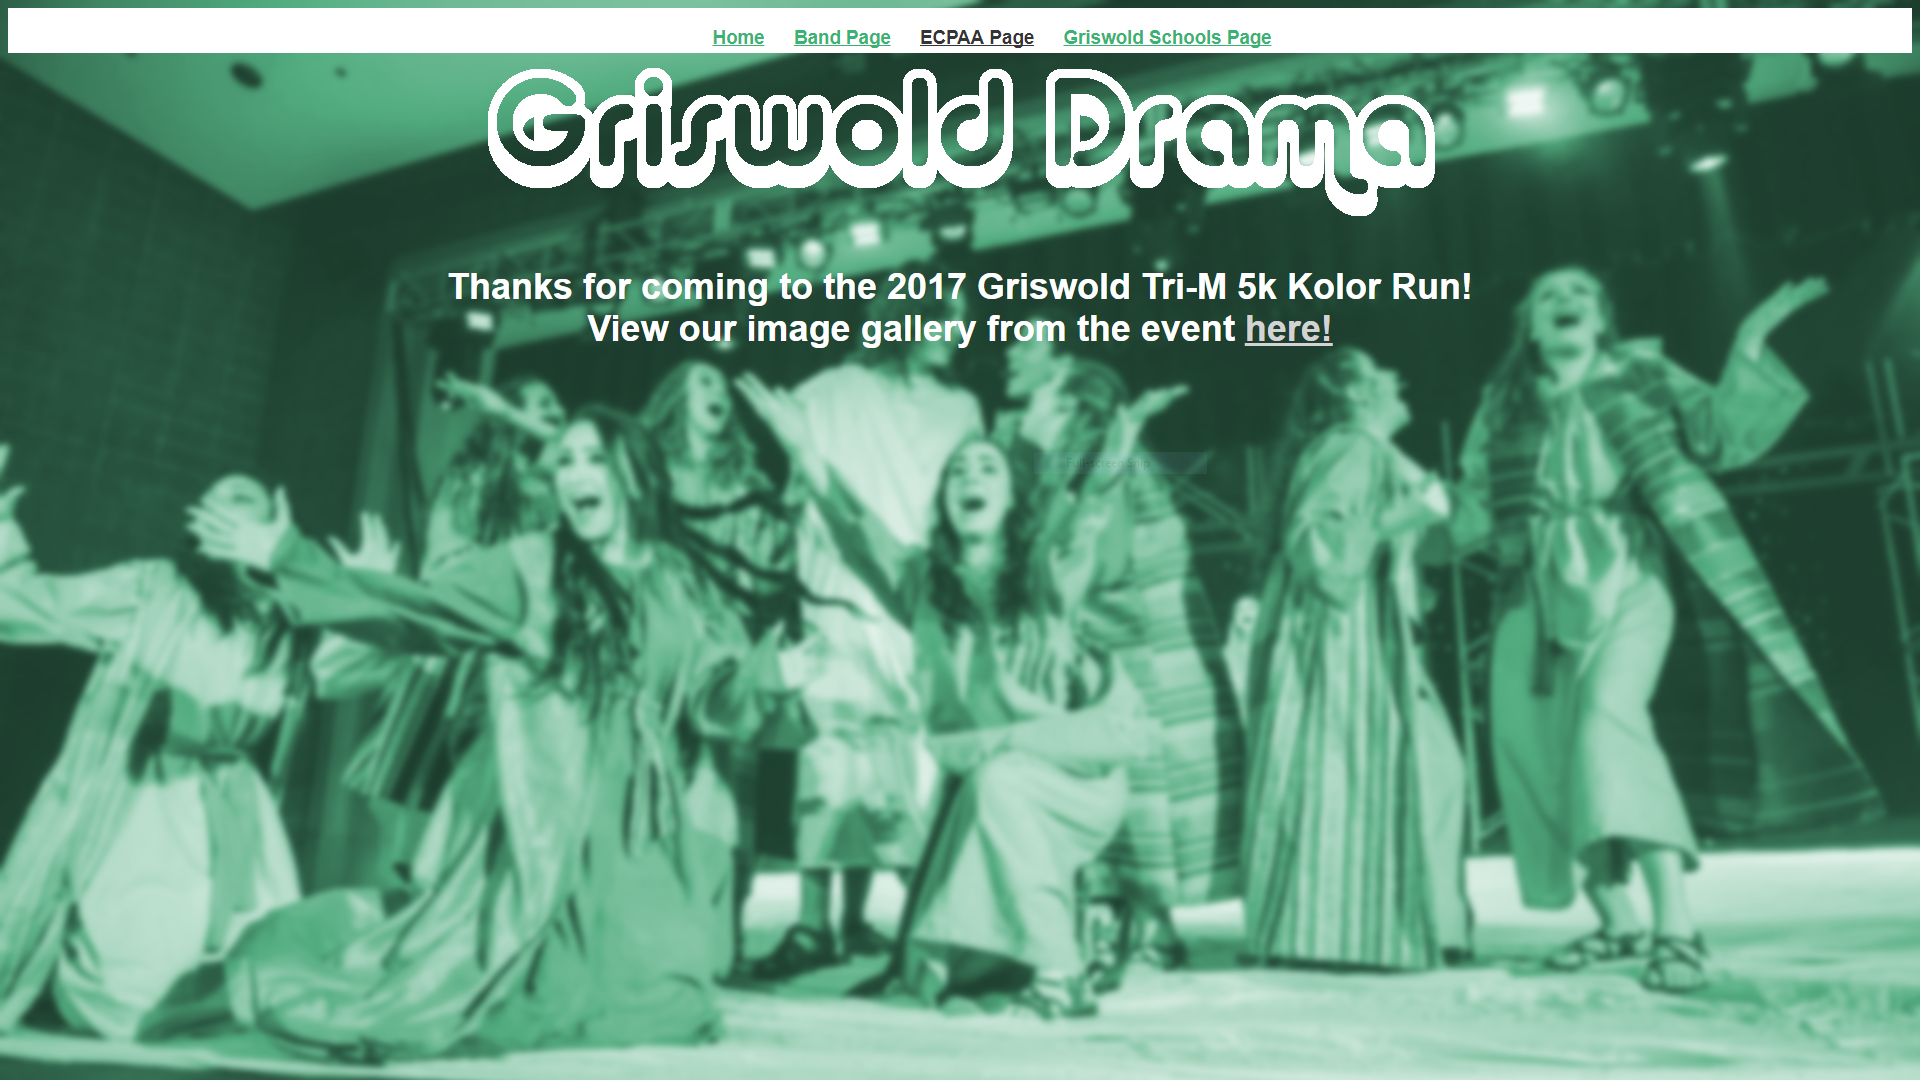 Home Band Page ECPAA Page Griswold Schools Page
Griswold Drama
Thanks for coming to the 2017 Griswold Tri-M 5k Kolor Run!
View our image gallery from the event here!